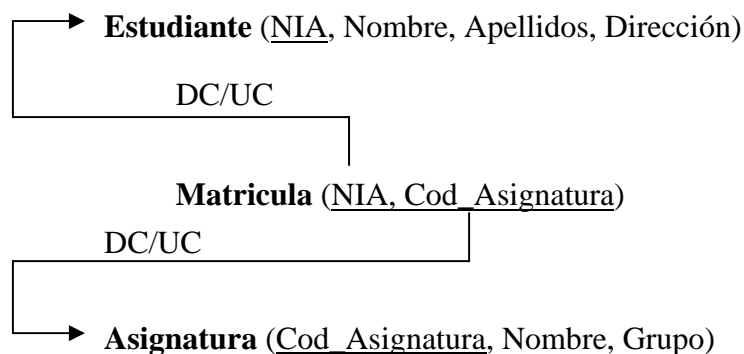 Estudiante (NIA, Nombre, Apellidos, Dirección)
DC/UC
Matricula (NIA, Cod_Asignatura)
DC/UC
Asignatura (Cod_Asignatura, Nombre, Grupo)